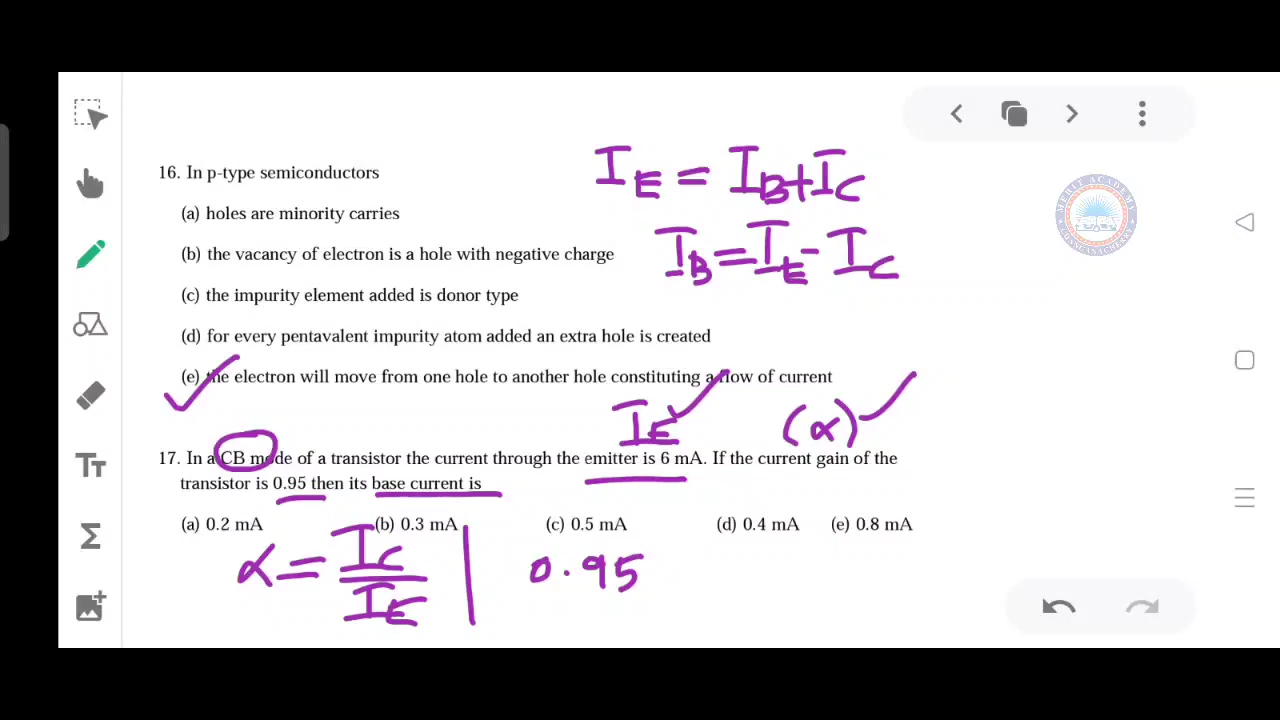 I_E = I_B + I_C
16. In p-type semiconductors
(a) holes are minority carries
I_B = I_E - I_C
(b) the vacancy of electron is a hole with negative charge
(c) the impurity element added is donor type
(d) for every pentavalent impurity atom added an extra hole is created
(e) the electron will move from one hole to another hole constituting a flow of current
I_E (α)
17. In a CB mode of a transistor the current through the emitter is 6 mA. If the current gain of the
transistor is 0.95 then its base current is
(a) 0.2 mA (b) 0.3 mA (c) 0.5 mA (d) 0.4 mA (e) 0.8 mA
α = I_C / I_E | 0.95
Tт
Σ
MERIT ACADEMY